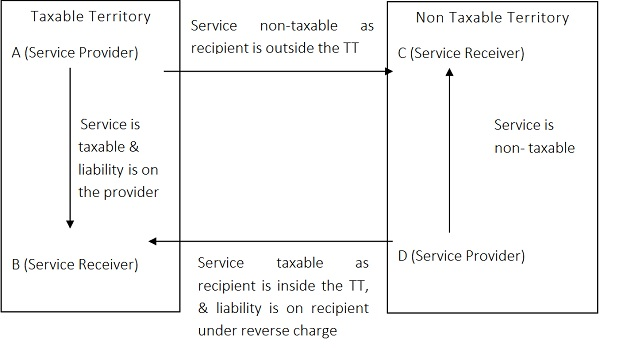 Taxable Territory
A (Service Provider)
Service is
taxable &
liability is on
the provider
B (Service Receiver)
Service non-taxable as
recipient is outside the TT
Service taxable as
recipient is inside the TT,
& liability is on recipient
under reverse charge
Non Taxable Territory
C (Service Receiver)
Service is
non- taxable
D (Service Provider)